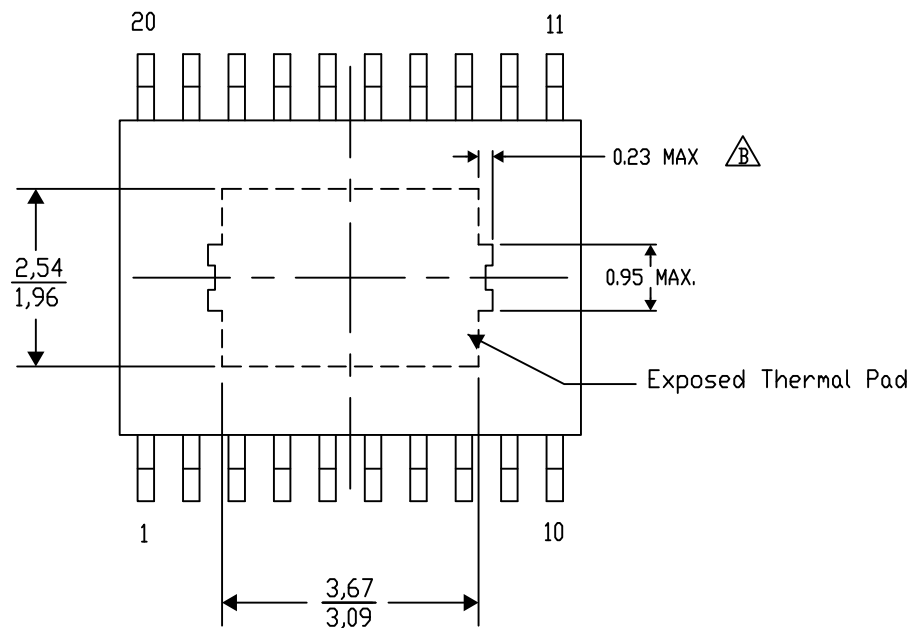 20
11
0.23 MAX
B
2,54
1,96
0.95 MAX.
Exposed Thermal Pad
1
10
3,67
3,09